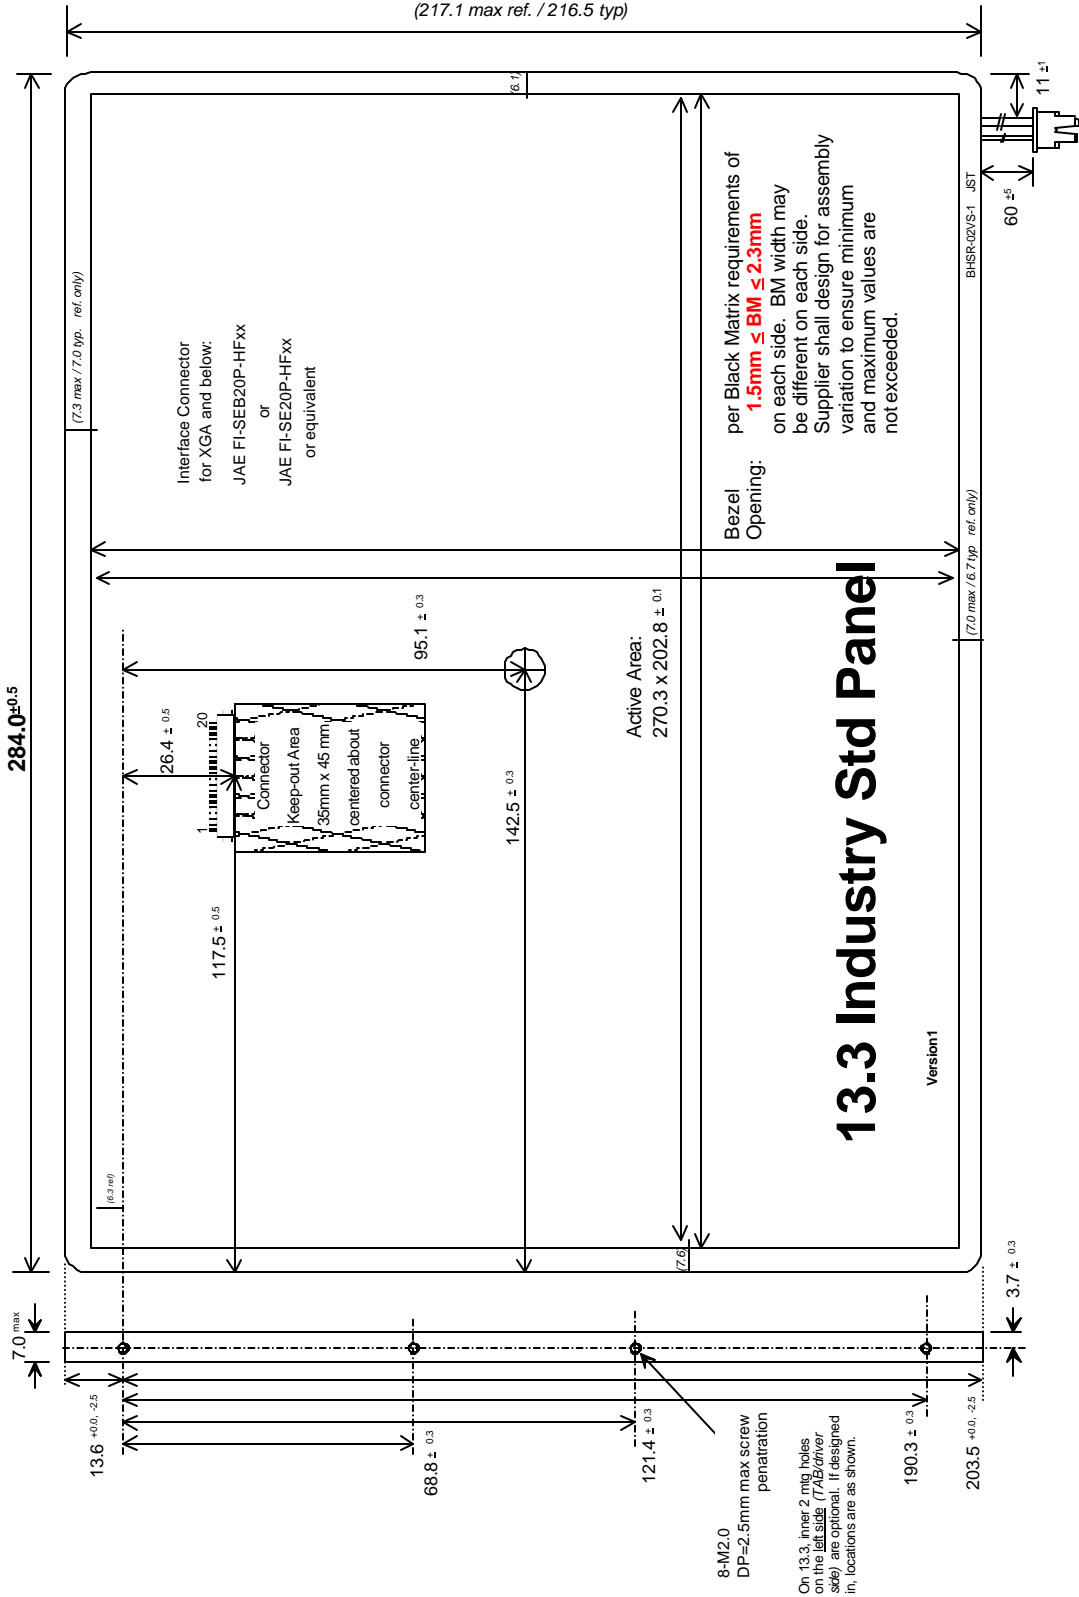 (217.1 max ref. / 216.5 typ)
284.0±0.5
(6.1)
11 ±1
60 ±5
BHSR-02VS-1 JST
(7.3 max / 7.0 typ. ref. only)
Interface Connector
for XGA and below:
JAE FI-SEB20P-HFxx
or
JAE FI-SE20P-HFxx
or equivalent
Bezel
Opening:
per Black Matrix requirements of
1.5mm ≤ BM ≤ 2.3mm
on each side. BM width may
be different on each side.
Supplier shall design for assembly
variation to ensure minimum
and maximum values are
not exceeded.
(7.0 max / 6.7 typ ref. only)
95.1 ± 0.3
26.4 ± 0.5
1
20
Connector
Keep-out Area
35mm x 45 mm
centered about
connector
center-line
117.5 ± 0.5
142.5 ± 0.3
Active Area:
270.3 x 202.8 ± 0.1
13.3 Industry Std Panel
Version1
(6.3 ref)
(7.6)
7.0 max
3.7 ± 0.3
13.6 +0.0, -2.5
68.8 ± 0.3
121.4 ± 0.3
190.3 ± 0.3
203.5 +0.0, -2.5
8-M2.0
DP=2.5mm max screw
penatration
On 13.3, inner 2 mtg holes
on the left side (TAB/driver
side) are optional. If designed
in, locations are as shown.